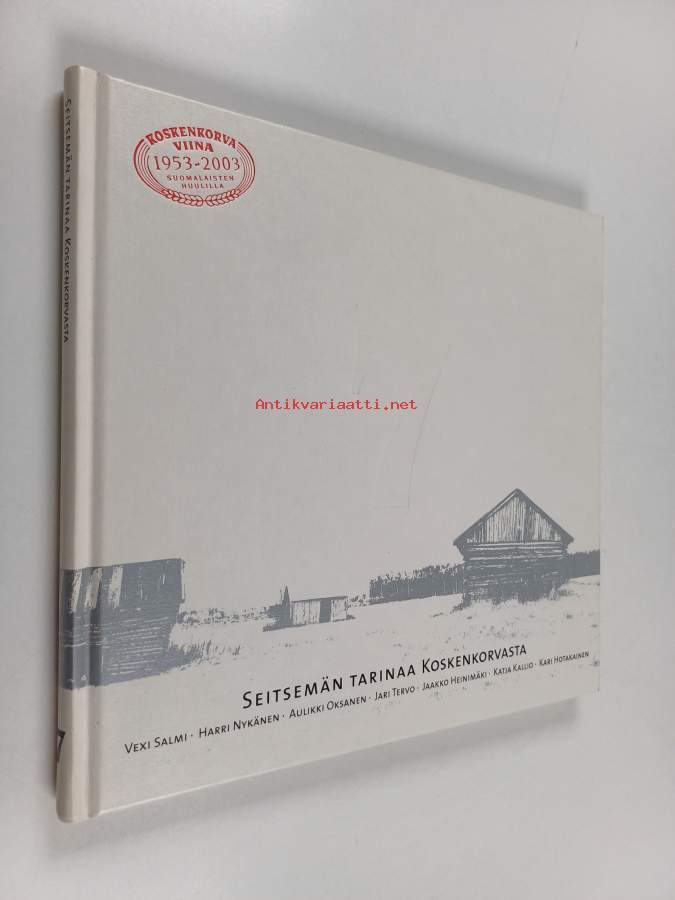 KOSKENKORVA
VIINA
1953-2003
SUOMALAISTEN
HUULILLA
SEITSEMÄN TARINAA KOSKENKORVASTA
Antikvariaatti.net
SEITSEMÄN TARINAA KOSKENKORVASTA
VEXI SALMI · HARRI NYKÄNEN · AULIKKI OKSANEN · JARI TERVO · JAAKKO HEINIMÄKI · KATJA KALLIO · KARI HOTAKAINEN